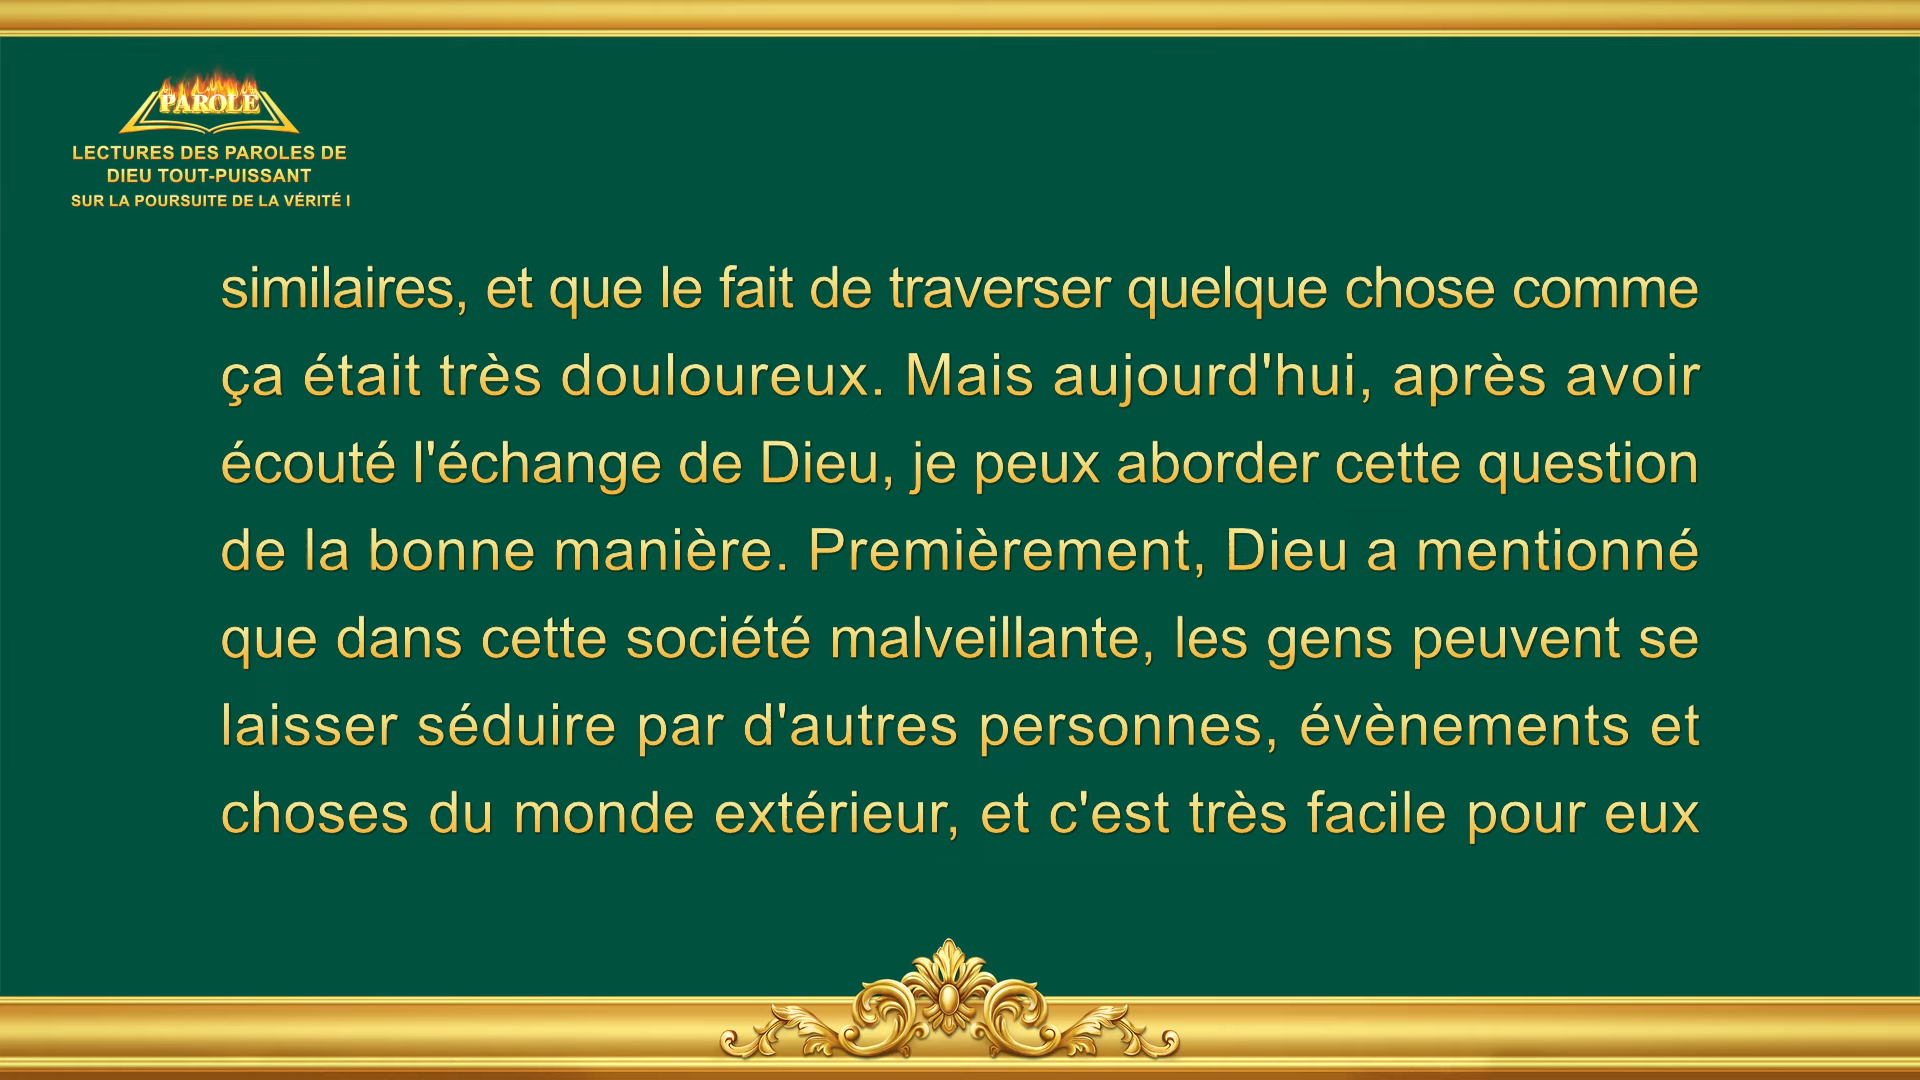 PAROLE
LECTURES DES PAROLES DE
DIEU TOUT-PUISSANT
SUR LA POURSUITE DE LA VÉRITÉ I
similaires, et que le fait de traverser quelque chose comme
ça était très douloureux. Mais aujourd'hui, après avoir
écouté l'échange de Dieu, je peux aborder cette question
de la bonne manière. Premièrement, Dieu a mentionné
que dans cette société malveillante, les gens peuvent se
laisser séduire par d'autres personnes, évènements et
choses du monde extérieur, et c'est très facile pour eux